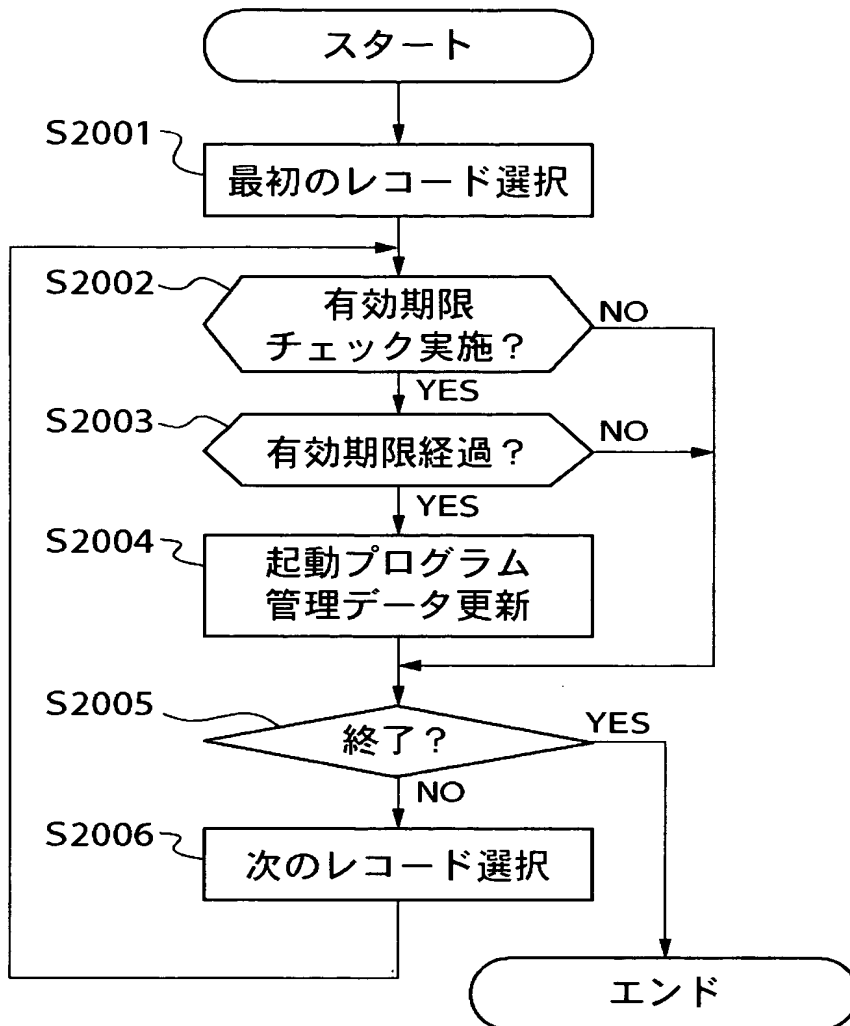 スタート
S2001
最初のレコード選択
S2002
有効期限
チェック実施？
NO
YES
S2003
有効期限経過？
NO
YES
S2004
起動プログラム
管理データ更新
S2005
終了？
YES
NO
S2006
次のレコード選択
エンド